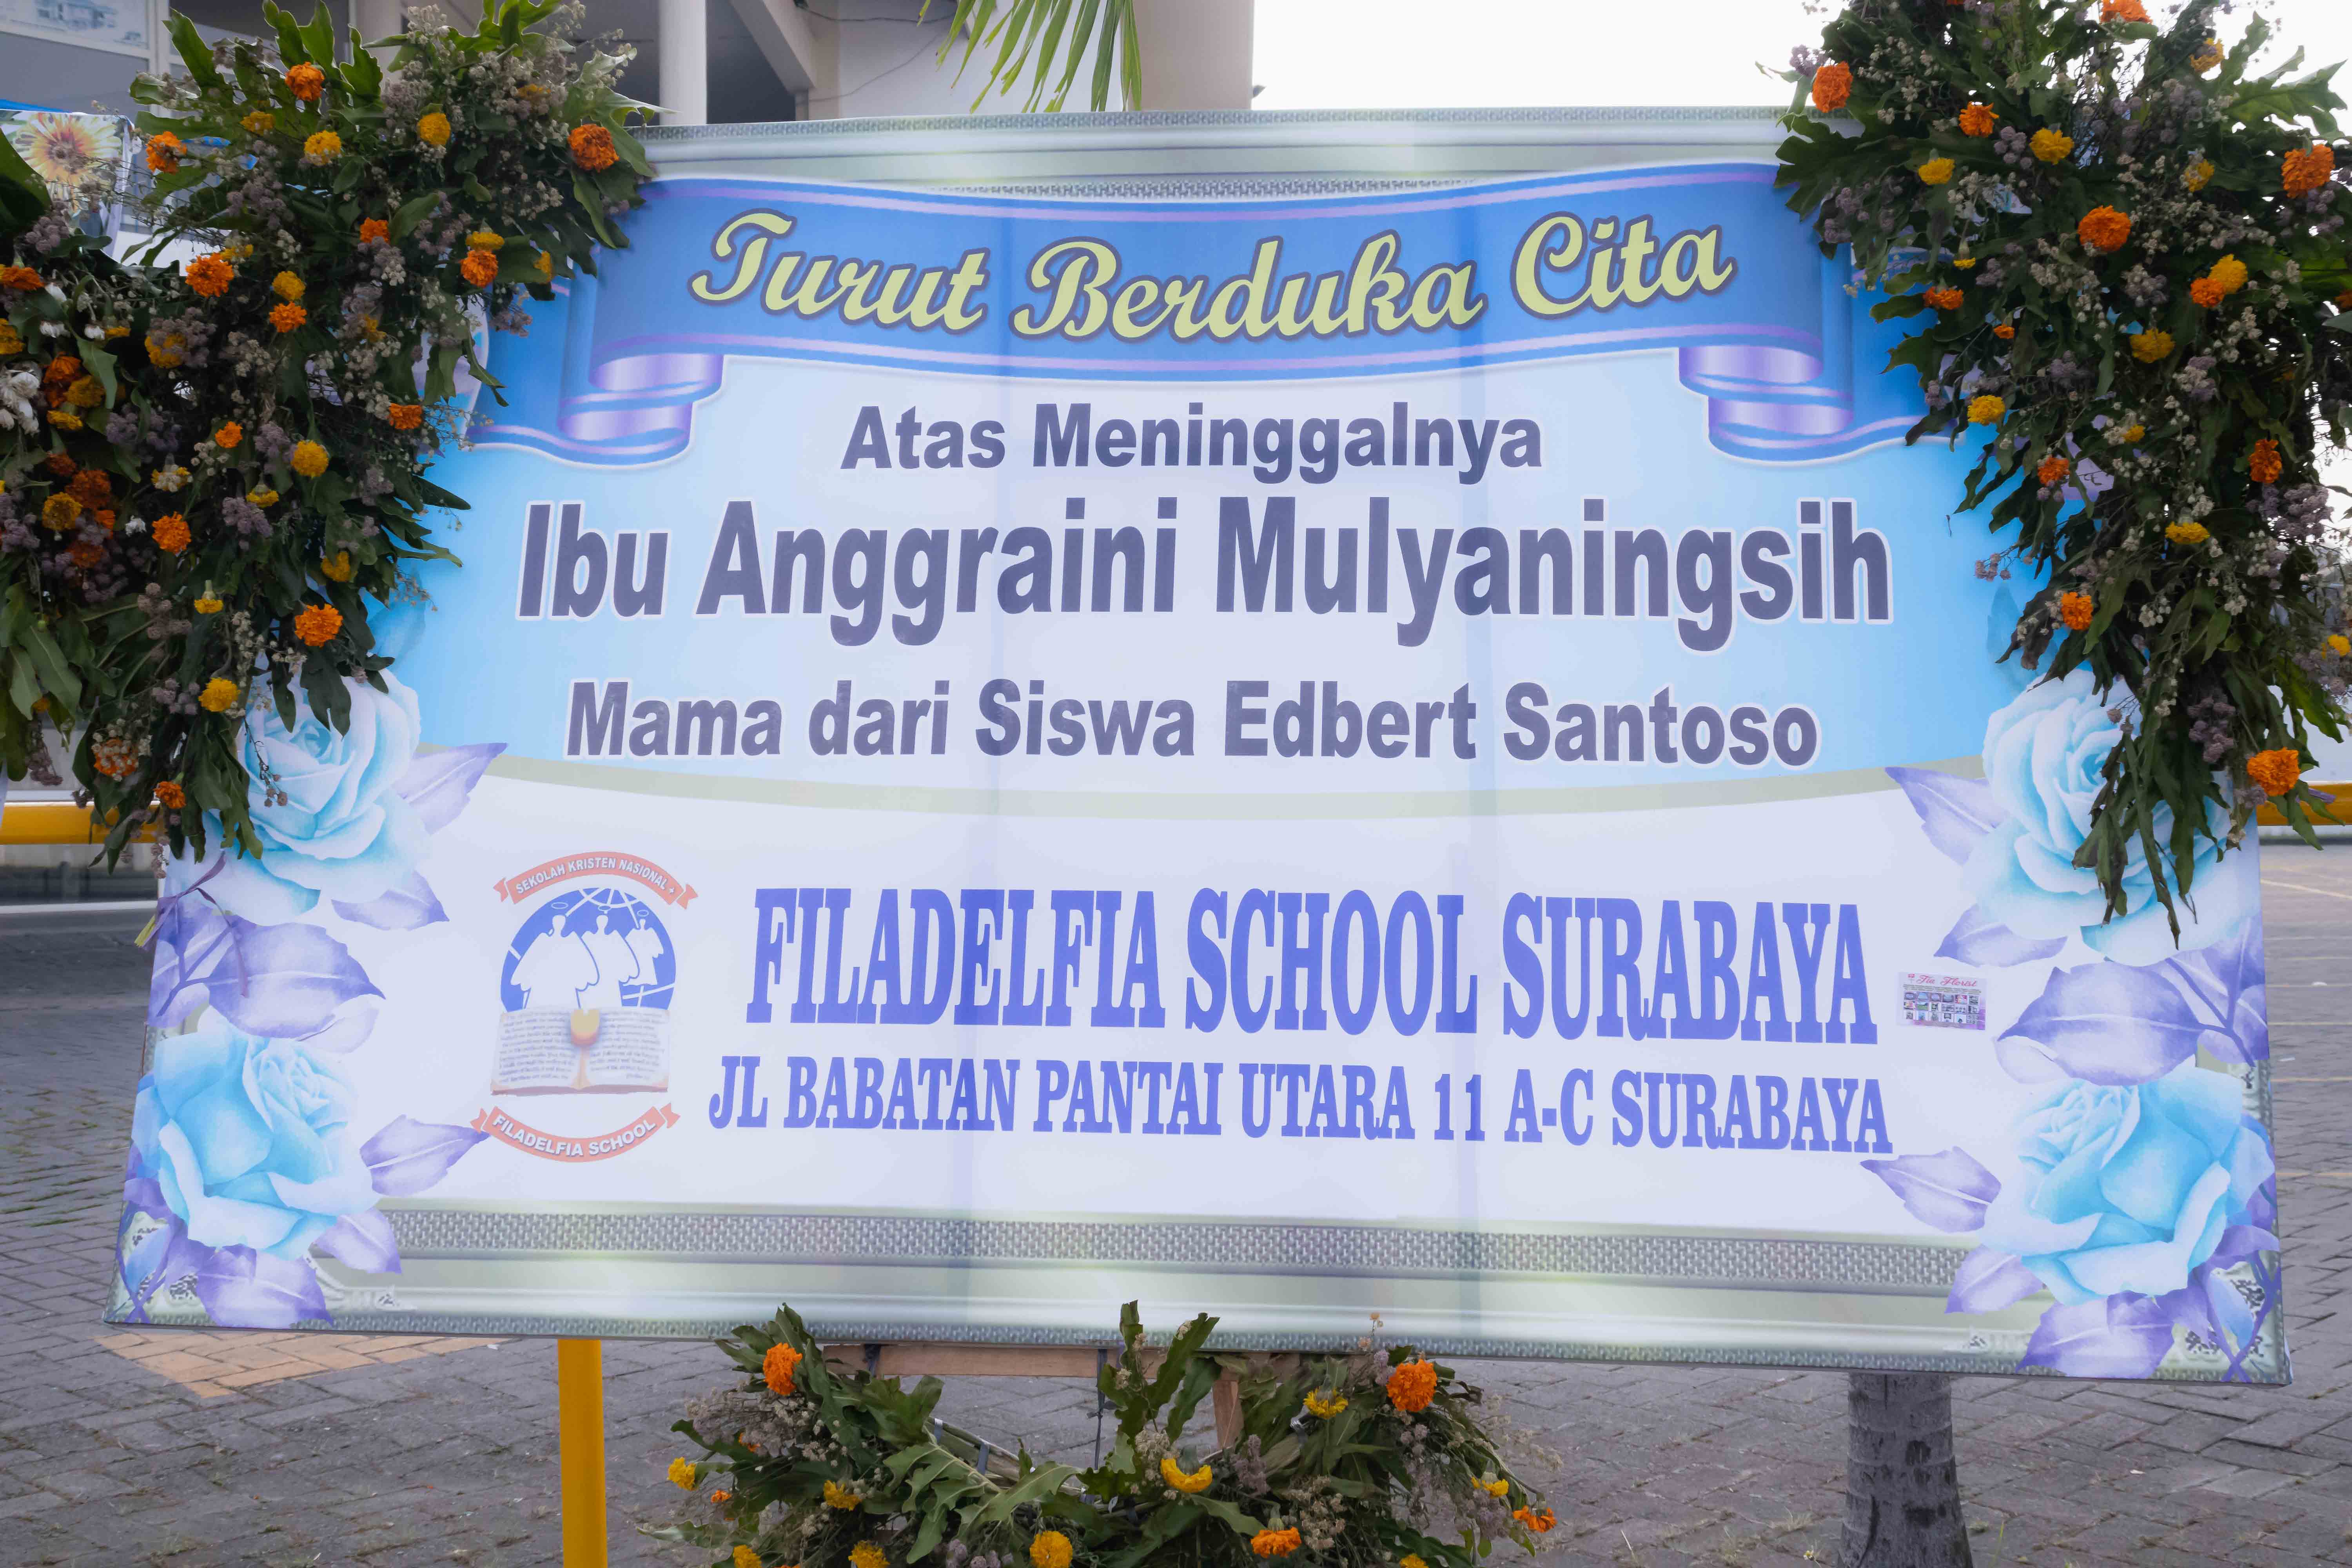 Turut Berduka Cita
Atas Meninggalnya
Ibu Anggraini Mulyaningsih
Mama dari Siswa Edbert Santoso
SEKOLAH KRISTEN NASIONAL
FILADELFIA SCHOOL SURABAYA
JL BABATAN PANTAI UTARA 11 A-C SURABAYA
FILADELFIA SCHOOL
Florist